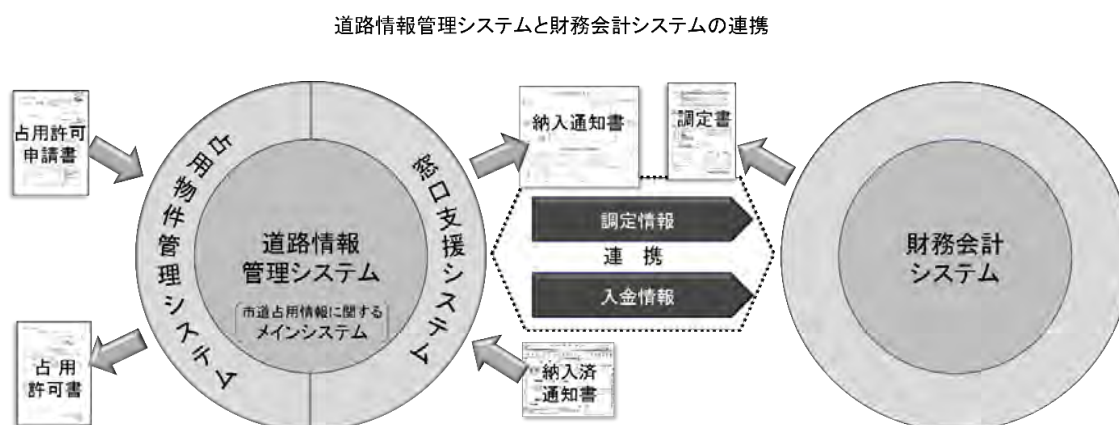 道路情報管理システムと財務会計システムの連携
占用許可
申請書
占用物件管理システム
道路情報
管理システム
市道占用情報に関する
メインシステム
窓口支援システム
占用
許可書
納入通知書
調定書
調定情報
連携
入金情報
納入済
通知書
財務会計
システム